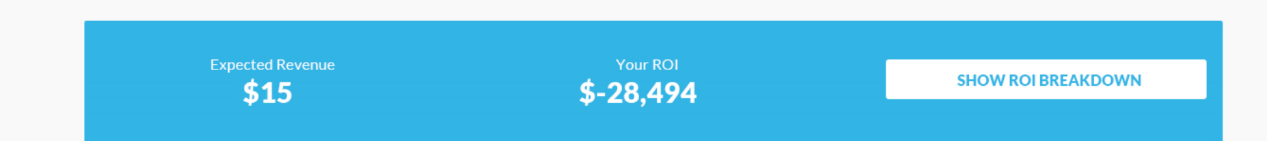 Expected Revenue
$15
Your ROI
$-28,494
SHOW ROI BREAKDOWN